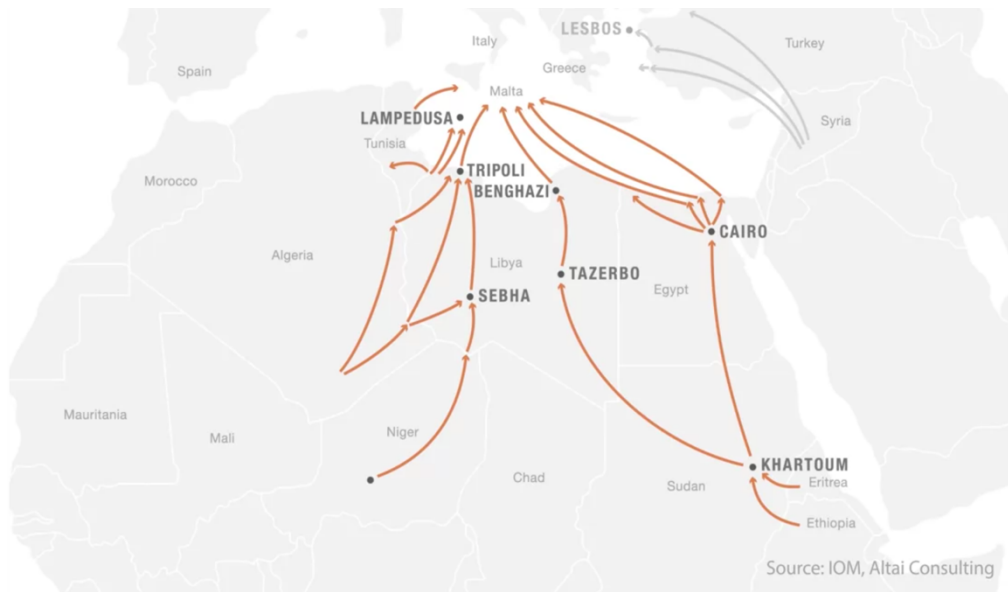 LESBOS
Italy
Turkey
Spain
Greece
Malta
LAMPEDUSA
Syria
Tunisia
TRIPOLI
Morocco
BENGHAZI
CAIRO
Algeria
Libya
TAZERBO
Egypt
SEBHA
Mauritania
Niger
Mali
KHARTOUM
Chad
Eritrea
Sudan
Ethiopia
Source: IOM, Altai Consulting